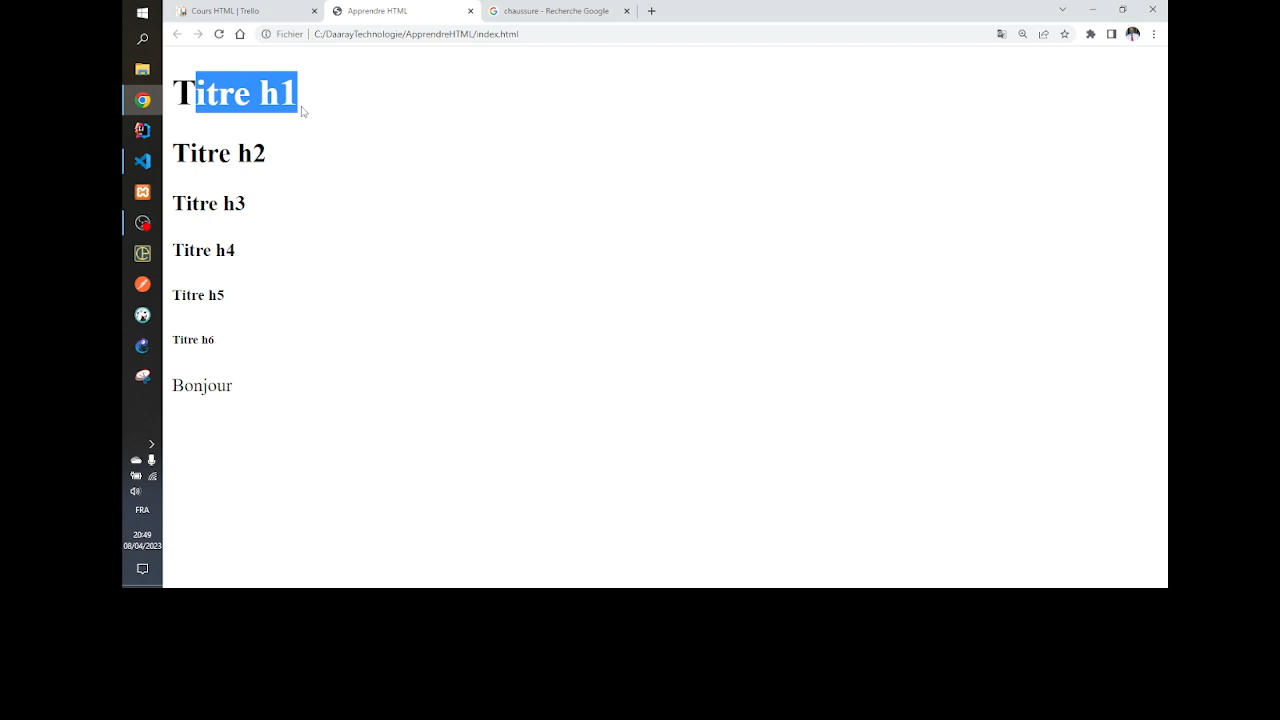 Cours HTML | Trello
Apprendre HTML
chaussure - Recherche Google
Fichier
C:/DaarayTechnologie/ApprendreHTML/index.html
Titre h1
Titre h2
Titre h3
Titre h4
Titre h5
Titre h6
Bonjour
FRA
20:49
08/04/2023